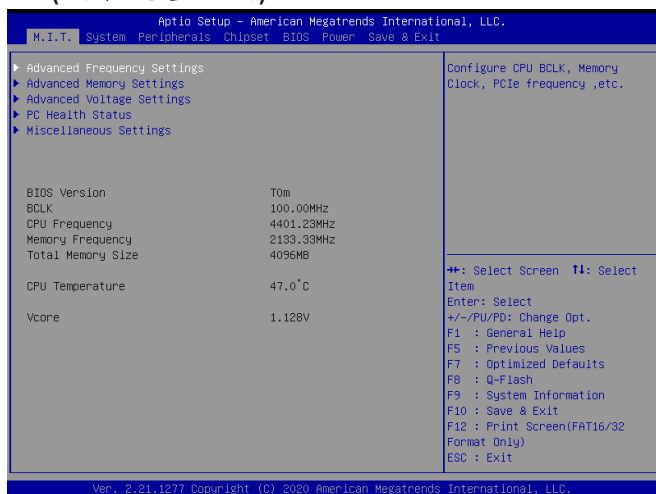 Aptio Setup – American Megatrends International, LLC.
M.I.T. System Peripherals Chipset BIOS Power Save & Exit
Advanced Frequency Settings
Advanced Memory Settings
Advanced Voltage Settings
PC Health Status
Miscellaneous Settings
Configure CPU BCLK, Memory
Clock, PCIe frequency ,etc.
BIOS Version T0m
BCLK 100.00MHz
CPU Frequency 4401.23MHz
Memory Frequency 2133.33MHz
Total Memory Size 4096MB
CPU Temperature 47.0°C
Vcore 1.128V
→←: Select Screen ↑↓: Select
Item
Enter: Select
+/-/PU/PD: Change Opt.
F1 : General Help
F5 : Previous Values
F7 : Optimized Defaults
F8 : Q-Flash
F9 : System Information
F10 : Save & Exit
F12 : Print Screen(FAT16/32
Format Only)
ESC : Exit
Ver. 2.21.1277 Copyright (C) 2020 American Megatrends International, LLC.